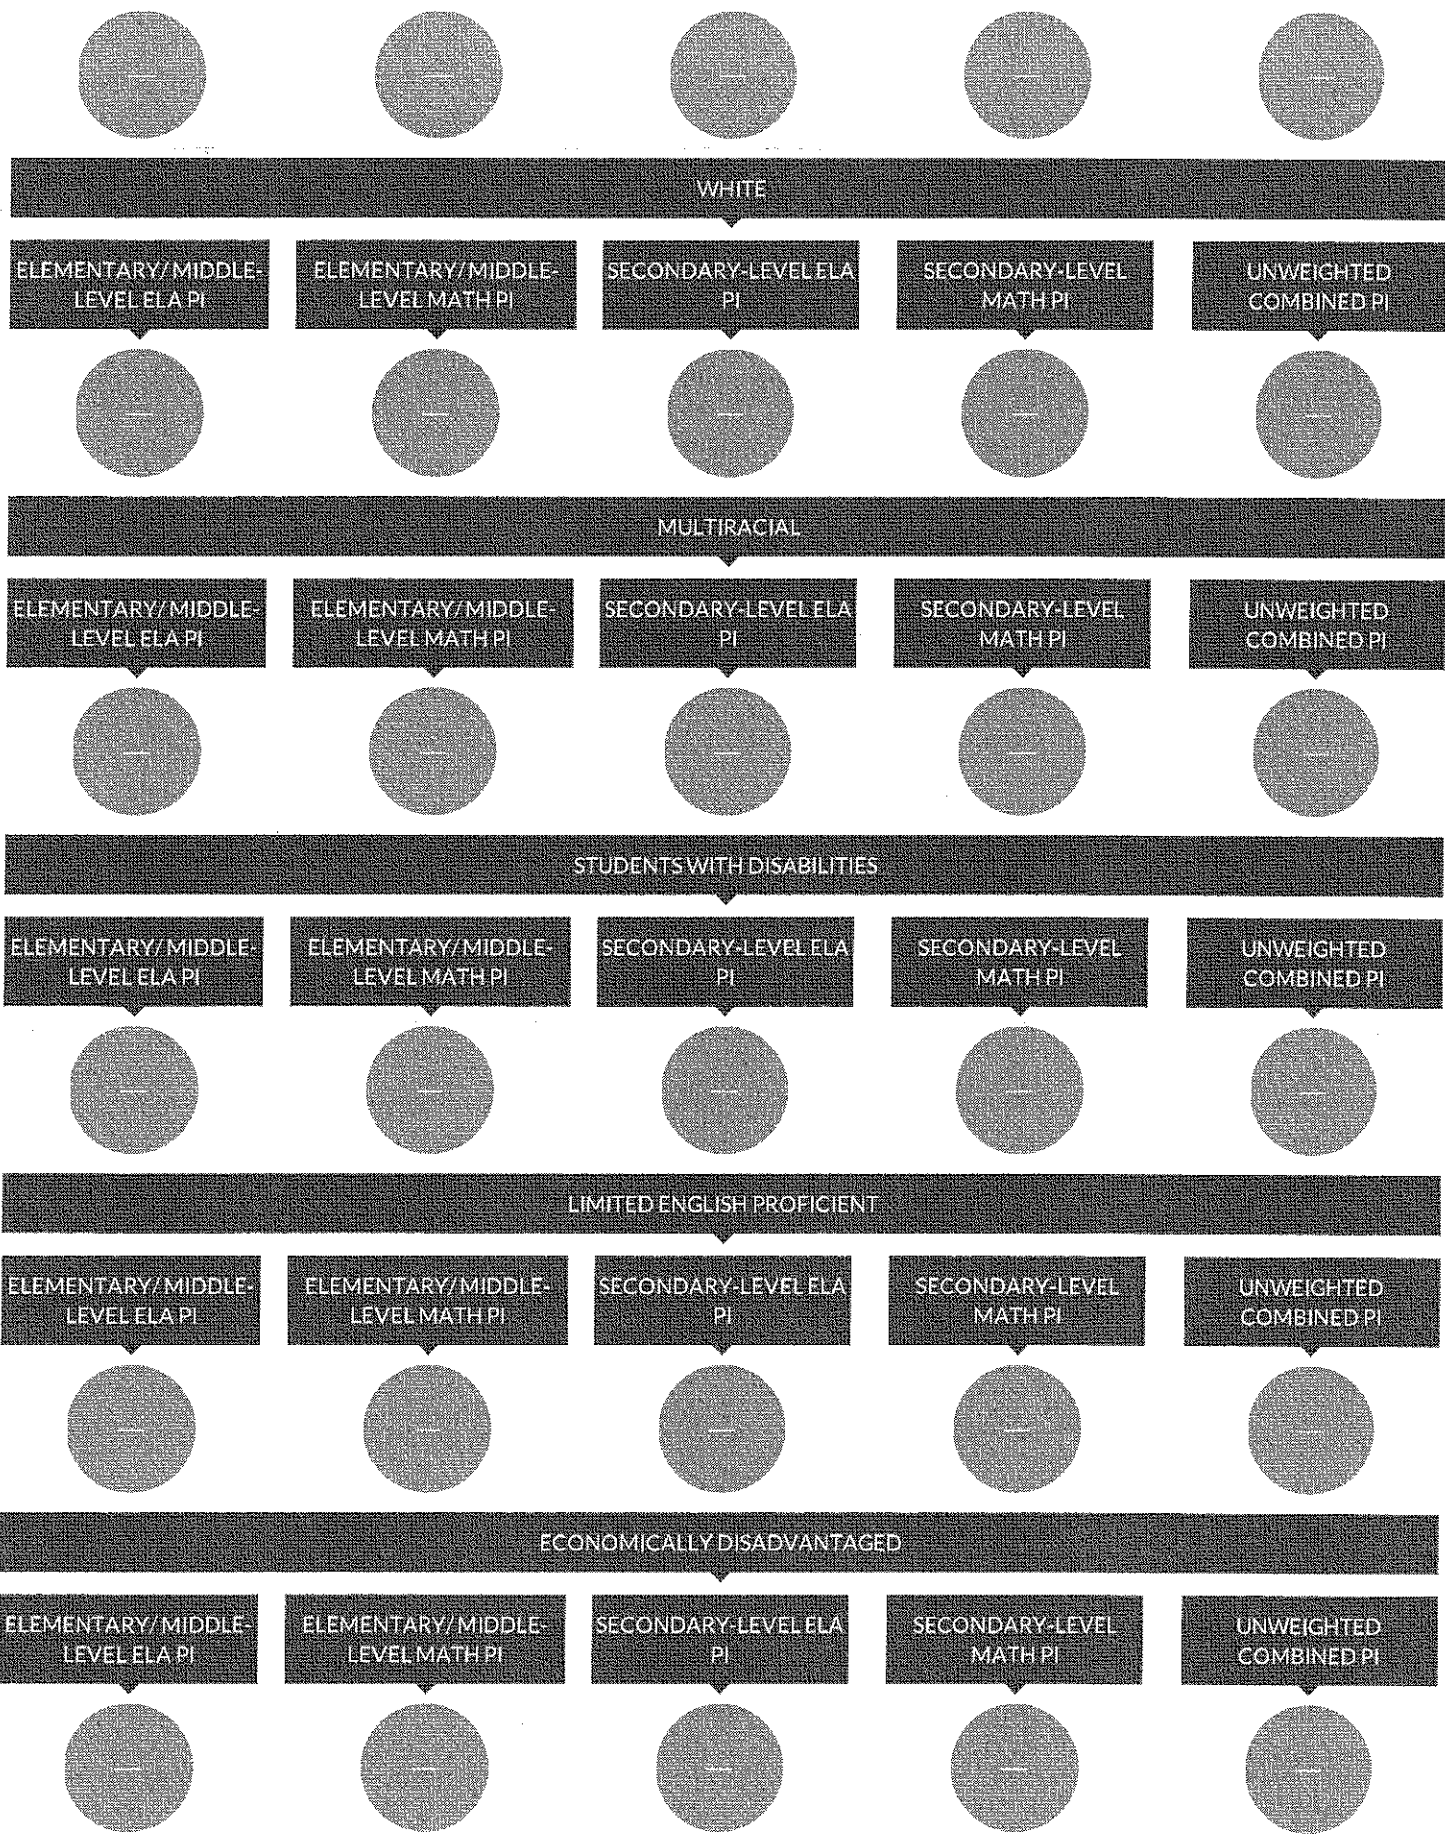 — — — — —
WHITE
ELEMENTARY/MIDDLE- ELEMENTARY/MIDDLE- SECONDARY-LEVEL ELA SECONDARY-LEVEL UNWEIGHTED
LEVEL ELA PI LEVEL MATH PI PI MATH PI COMBINED PI
— — — — —
MULTIRACIAL
ELEMENTARY/MIDDLE- ELEMENTARY/MIDDLE- SECONDARY-LEVEL ELA SECONDARY-LEVEL UNWEIGHTED
LEVEL ELA PI LEVEL MATH PI PI MATH PI COMBINED PI
— — — — —
STUDENTS WITH DISABILITIES
ELEMENTARY/MIDDLE- ELEMENTARY/MIDDLE- SECONDARY-LEVEL ELA SECONDARY-LEVEL UNWEIGHTED
LEVEL ELA PI LEVEL MATH PI PI MATH PI COMBINED PI
— — — — —
LIMITED ENGLISH PROFICIENT
ELEMENTARY/MIDDLE- ELEMENTARY/MIDDLE- SECONDARY-LEVEL ELA SECONDARY-LEVEL UNWEIGHTED
LEVEL ELA PI LEVEL MATH PI PI MATH PI COMBINED PI
— — — — —
ECONOMICALLY DISADVANTAGED
ELEMENTARY/MIDDLE- ELEMENTARY/MIDDLE- SECONDARY-LEVEL ELA SECONDARY-LEVEL UNWEIGHTED
LEVEL ELA PI LEVEL MATH PI PI MATH PI COMBINED PI
— — — — —